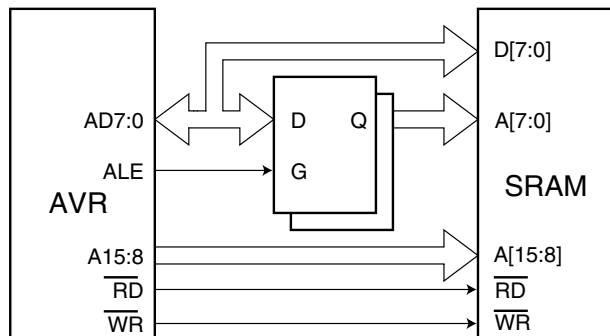 D[7:0]
AD7:0
D
Q
A[7:0]
ALE
G
AVR
SRAM
A15:8
A[15:8]
RD
RD
WR
WR